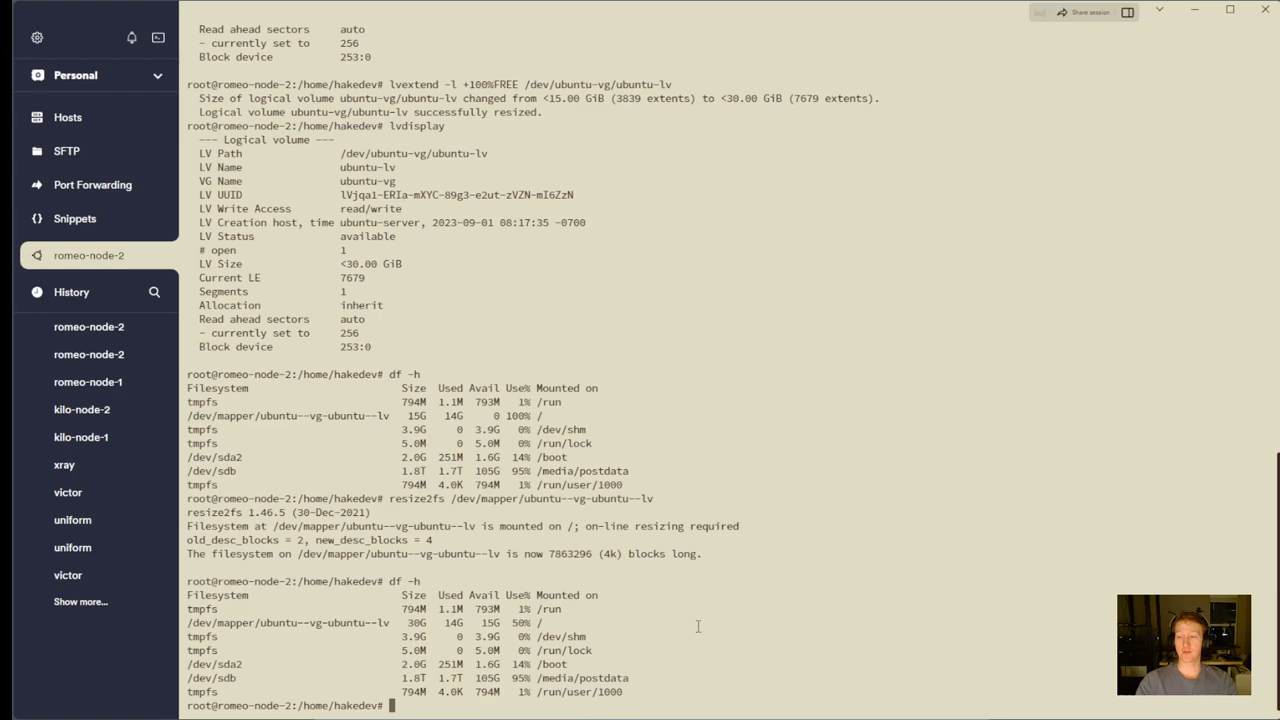 Share session
Personal
Hosts
SFTP
Port Forwarding
Snippets
romeo-node-2
History
romeo-node-2
romeo-node-2
romeo-node-1
kilo-node-2
kilo-node-1
xray
victor
uniform
uniform
victor
Show more...
Read ahead sectors auto
- currently set to 256
Block device 253:0
root@romeo-node-2:/home/hakedev# lvextend -l +100%FREE /dev/ubuntu-vg/ubuntu-lv
Size of logical volume ubuntu-vg/ubuntu-lv changed from <15.00 GiB (3839 extents) to <30.00 GiB (7679 extents).
Logical volume ubuntu-vg/ubuntu-lv successfully resized.
root@romeo-node-2:/home/hakedev# lvdisplay
--- Logical volume ---
LV Path /dev/ubuntu-vg/ubuntu-lv
LV Name ubuntu-lv
VG Name ubuntu-vg
LV UUID lVjqa1-ERIa-mXYC-89g3-e2ut-zVZN-mI6ZzN
LV Write Access read/write
LV Creation host, time ubuntu-server, 2023-09-01 08:17:35 -0700
LV Status available
# open 1
LV Size <30.00 GiB
Current LE 7679
Segments 1
Allocation inherit
Read ahead sectors auto
- currently set to 256
Block device 253:0
root@romeo-node-2:/home/hakedev# df -h
Filesystem Size Used Avail Use% Mounted on
tmpfs 794M 1.1M 793M 1% /run
/dev/mapper/ubuntu--vg-ubuntu--lv 15G 14G 0 100% /
tmpfs 3.9G 0 3.9G 0% /dev/shm
tmpfs 5.0M 0 5.0M 0% /run/lock
/dev/sda2 2.0G 251M 1.6G 14% /boot
/dev/sdb 1.8T 1.7T 105G 95% /media/postdata
tmpfs 794M 4.0K 794M 1% /run/user/1000
root@romeo-node-2:/home/hakedev# resize2fs /dev/mapper/ubuntu--vg-ubuntu--lv
resize2fs 1.46.5 (30-Dec-2021)
Filesystem at /dev/mapper/ubuntu--vg-ubuntu--lv is mounted on /; on-line resizing required
old_desc_blocks = 2, new_desc_blocks = 4
The filesystem on /dev/mapper/ubuntu--vg-ubuntu--lv is now 7863296 (4k) blocks long.
root@romeo-node-2:/home/hakedev# df -h
Filesystem Size Used Avail Use% Mounted on
tmpfs 794M 1.1M 793M 1% /run
/dev/mapper/ubuntu--vg-ubuntu--lv 30G 14G 15G 50% /
tmpfs 3.9G 0 3.9G 0% /dev/shm
tmpfs 5.0M 0 5.0M 0% /run/lock
/dev/sda2 2.0G 251M 1.6G 14% /boot
/dev/sdb 1.8T 1.7T 105G 95% /media/postdata
tmpfs 794M 4.0K 794M 1% /run/user/1000
root@romeo-node-2:/home/hakedev#